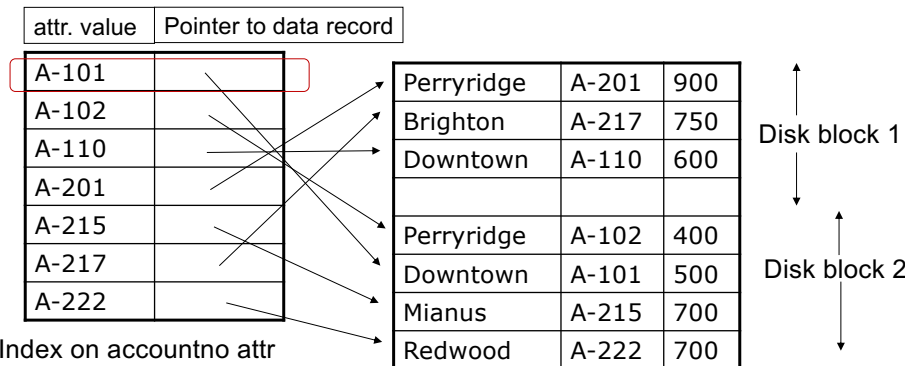 attr. value Pointer to data record
A-101
A-102
A-110
A-201
A-215
A-217
A-222
Index on accountno attr
Perryridge A-201 900
Brighton A-217 750
Downtown A-110 600
Perryridge A-102 400
Downtown A-101 500
Mianus A-215 700
Redwood A-222 700
Disk block 1
Disk block 2